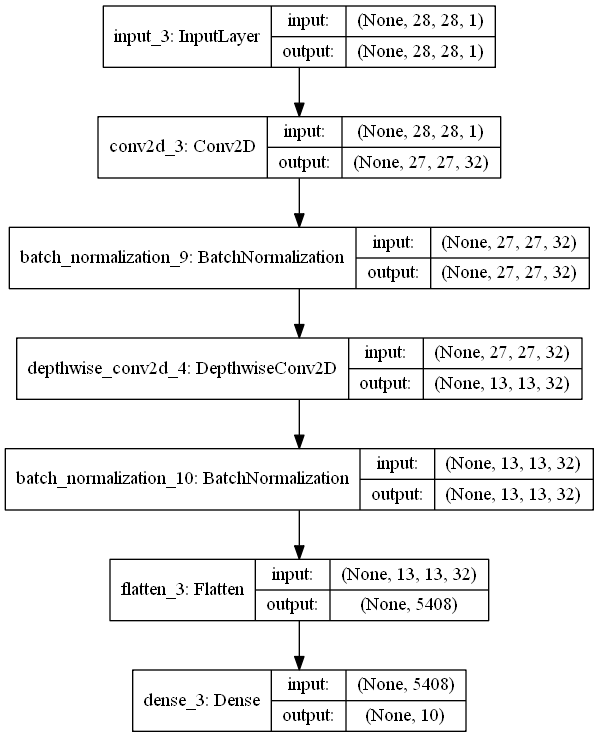 input_3: InputLayer
input: (None, 28, 28, 1)
output: (None, 28, 28, 1)
conv2d_3: Conv2D
input: (None, 28, 28, 1)
output: (None, 27, 27, 32)
batch_normalization_9: BatchNormalization
input: (None, 27, 27, 32)
output: (None, 27, 27, 32)
depthwise_conv2d_4: DepthwiseConv2D
input: (None, 27, 27, 32)
output: (None, 13, 13, 32)
batch_normalization_10: BatchNormalization
input: (None, 13, 13, 32)
output: (None, 13, 13, 32)
flatten_3: Flatten
input: (None, 13, 13, 32)
output: (None, 5408)
dense_3: Dense
input: (None, 5408)
output: (None, 10)